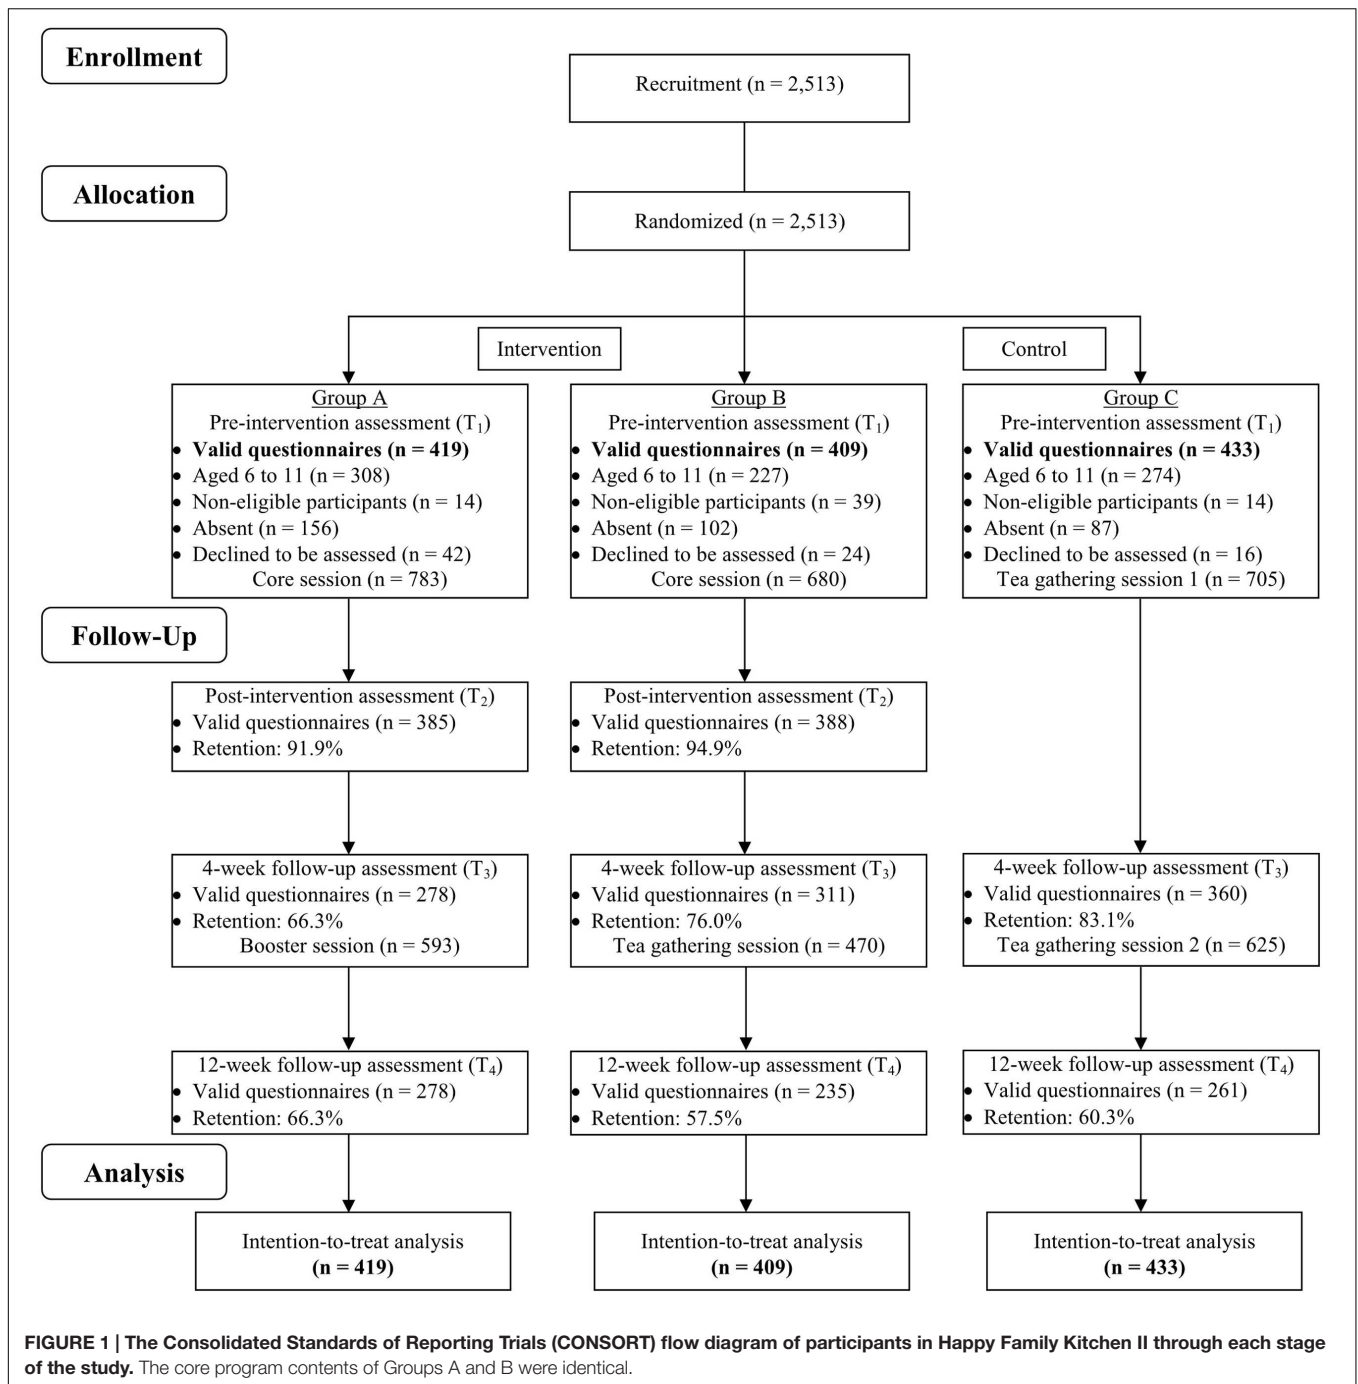 Enrollment
Recruitment (n = 2,513)
Allocation
Randomized (n = 2,513)
Intervention
Control
Group A
Pre-intervention assessment (T₁)
• Valid questionnaires (n = 419)
• Aged 6 to 11 (n = 308)
• Non-eligible participants (n = 14)
• Absent (n = 156)
• Declined to be assessed (n = 42)
Core session (n = 783)
Group B
Pre-intervention assessment (T₁)
• Valid questionnaires (n = 409)
• Aged 6 to 11 (n = 227)
• Non-eligible participants (n = 39)
• Absent (n = 102)
• Declined to be assessed (n = 24)
Core session (n = 680)
Group C
Pre-intervention assessment (T₁)
• Valid questionnaires (n = 433)
• Aged 6 to 11 (n = 274)
• Non-eligible participants (n = 14)
• Absent (n = 87)
• Declined to be assessed (n = 16)
Tea gathering session 1 (n = 705)
Follow-Up
Post-intervention assessment (T₂)
• Valid questionnaires (n = 385)
• Retention: 91.9%
Post-intervention assessment (T₂)
• Valid questionnaires (n = 388)
• Retention: 94.9%
4-week follow-up assessment (T₃)
• Valid questionnaires (n = 278)
• Retention: 66.3%
Booster session (n = 593)
4-week follow-up assessment (T₃)
• Valid questionnaires (n = 311)
• Retention: 76.0%
Tea gathering session (n = 470)
4-week follow-up assessment (T₃)
• Valid questionnaires (n = 360)
• Retention: 83.1%
Tea gathering session 2 (n = 625)
12-week follow-up assessment (T₄)
• Valid questionnaires (n = 278)
• Retention: 66.3%
12-week follow-up assessment (T₄)
• Valid questionnaires (n = 235)
• Retention: 57.5%
12-week follow-up assessment (T₄)
• Valid questionnaires (n = 261)
• Retention: 60.3%
Analysis
Intention-to-treat analysis
(n = 419)
Intention-to-treat analysis
(n = 409)
Intention-to-treat analysis
(n = 433)
FIGURE 1 | The Consolidated Standards of Reporting Trials (CONSORT) flow diagram of participants in Happy Family Kitchen II through each stage
of the study. The core program contents of Groups A and B were identical.